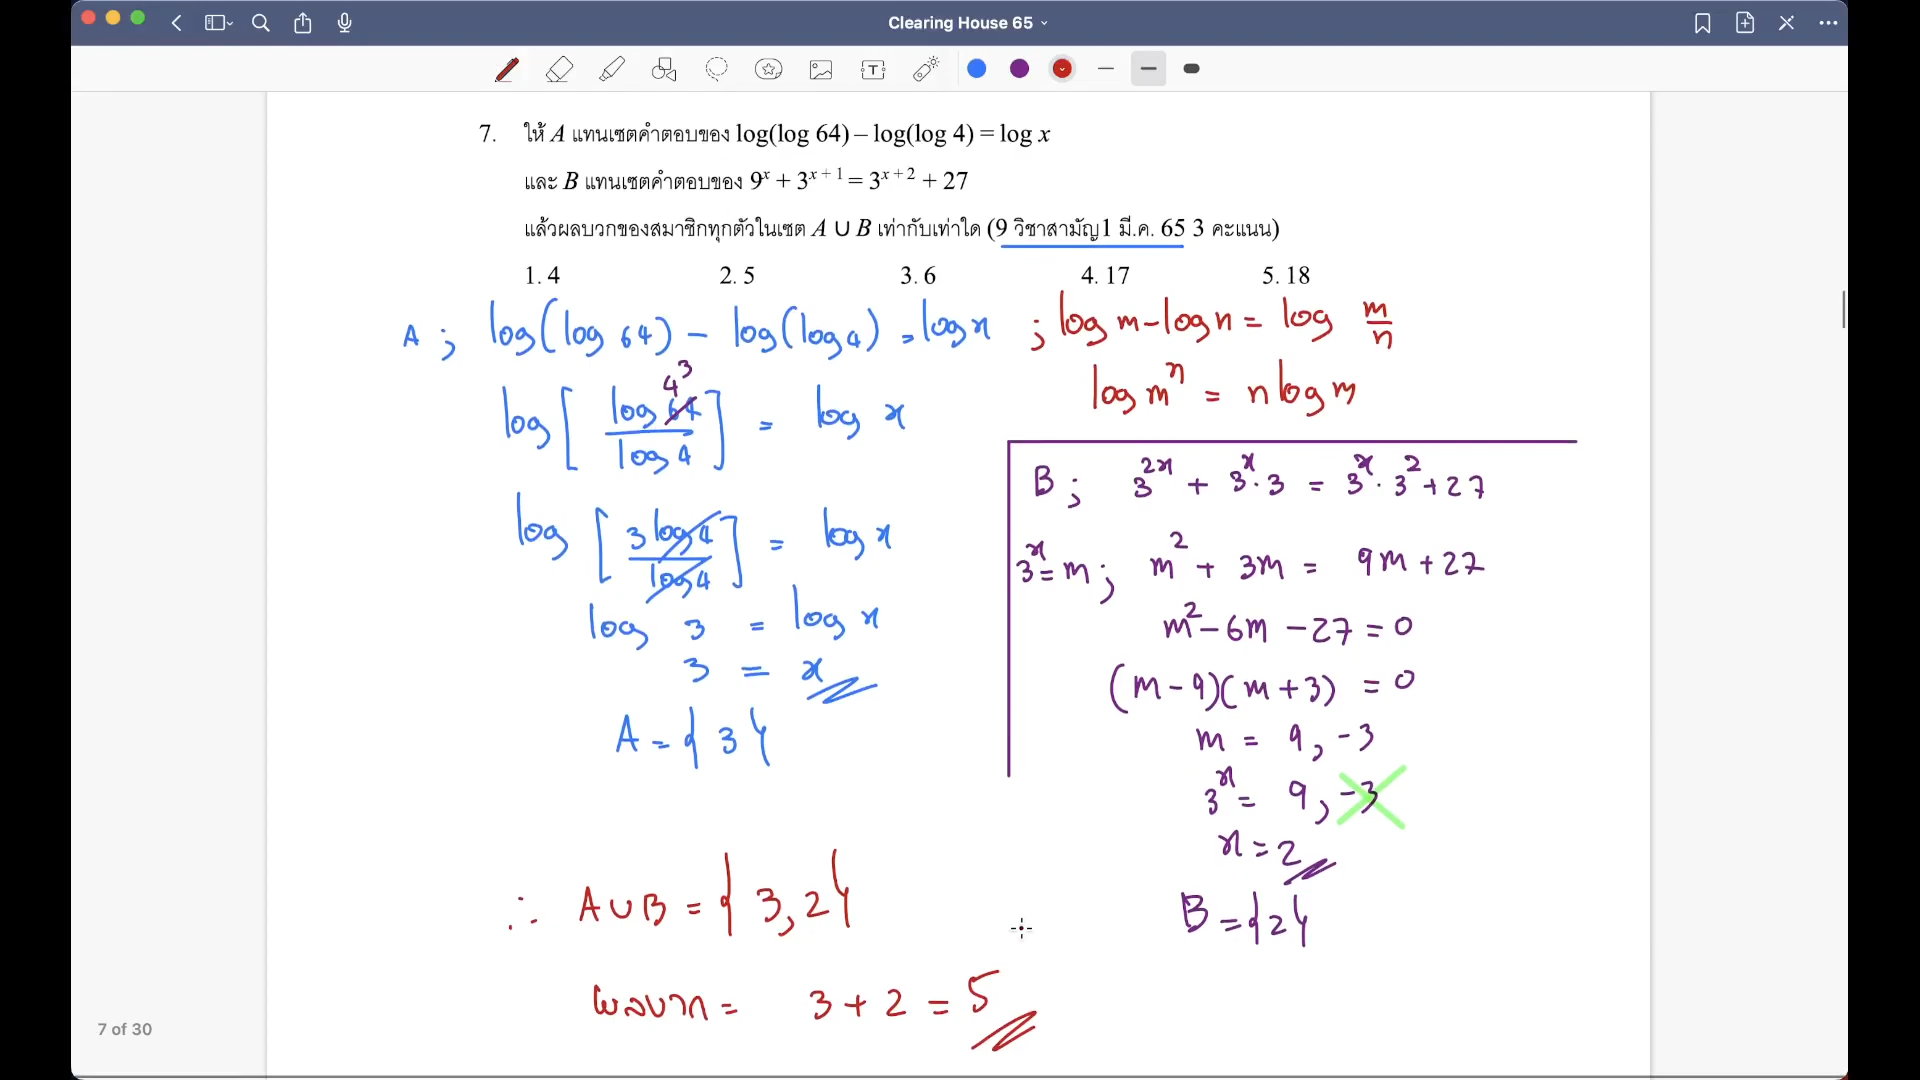 Clearing House 65
7. ให้ A แทนเซตคำตอบของ log(log 64) – log(log 4) = log x
และ B แทนเซตคำตอบของ 9^x + 3^(x + 1) = 3^(x + 2) + 27
แล้วผลบวกของสมาชิกทุกตัวในเซต A ∪ B เท่ากับเท่าใด (9 วิชาสามัญ1 มี.ค. 65 3 คะแนน)
1. 4 2. 5 3. 6 4. 17 5. 18
A ; log(log 64) - log(log 4) = log x
log [ log 64 4^3 / log 4 ] = log x
log [ 3 log 4 / log 4 ] = log x
log 3 = log x
3 = x
A = { 3 }
; log m - log n = log m/n
log m^n = n log m
B ; 3^2x + 3^x · 3 = 3^x · 3^2 + 27
3^x = m ; m^2 + 3m = 9m + 27
m^2 - 6m - 27 = 0
(m - 9)(m + 3) = 0
m = 9, -3
3^x = 9, -3
x = 2
B = {2}
∴ A∪B = { 3, 2 }
ผลบวก = 3 + 2 = 5
7 of 30